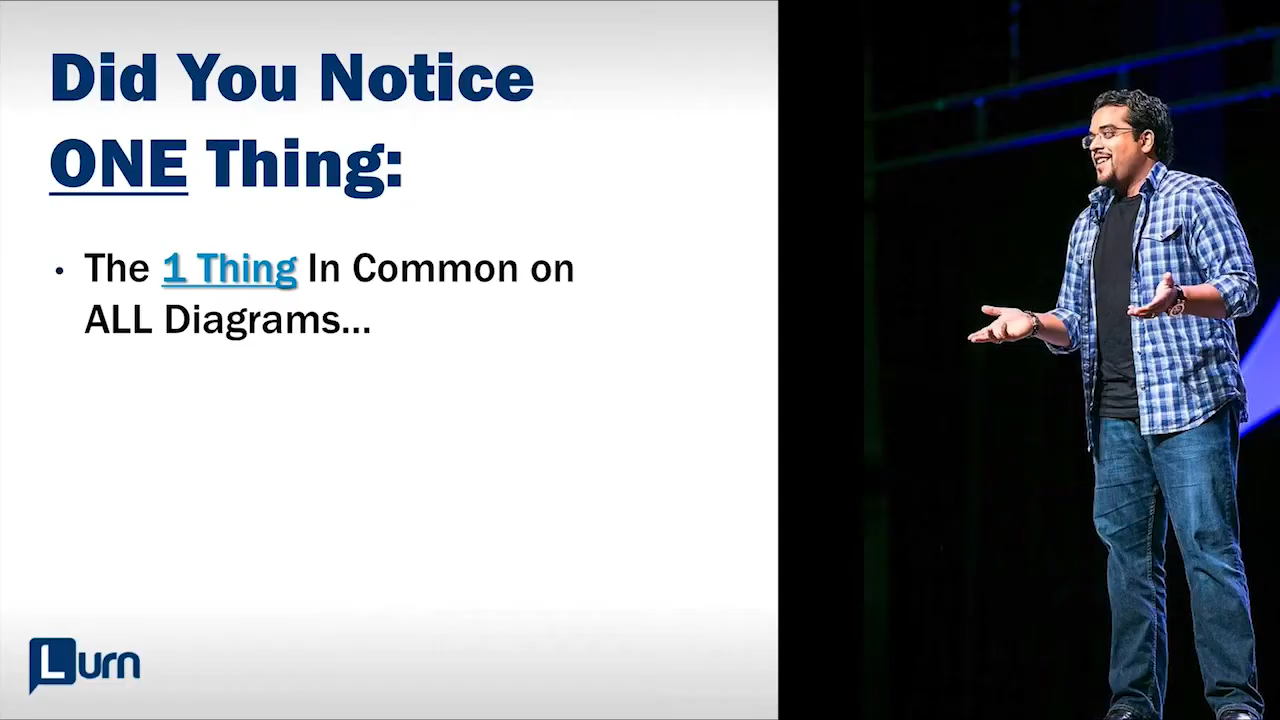 Did You Notice
ONE Thing:
• The 1 Thing In Common on
ALL Diagrams...
Lurn